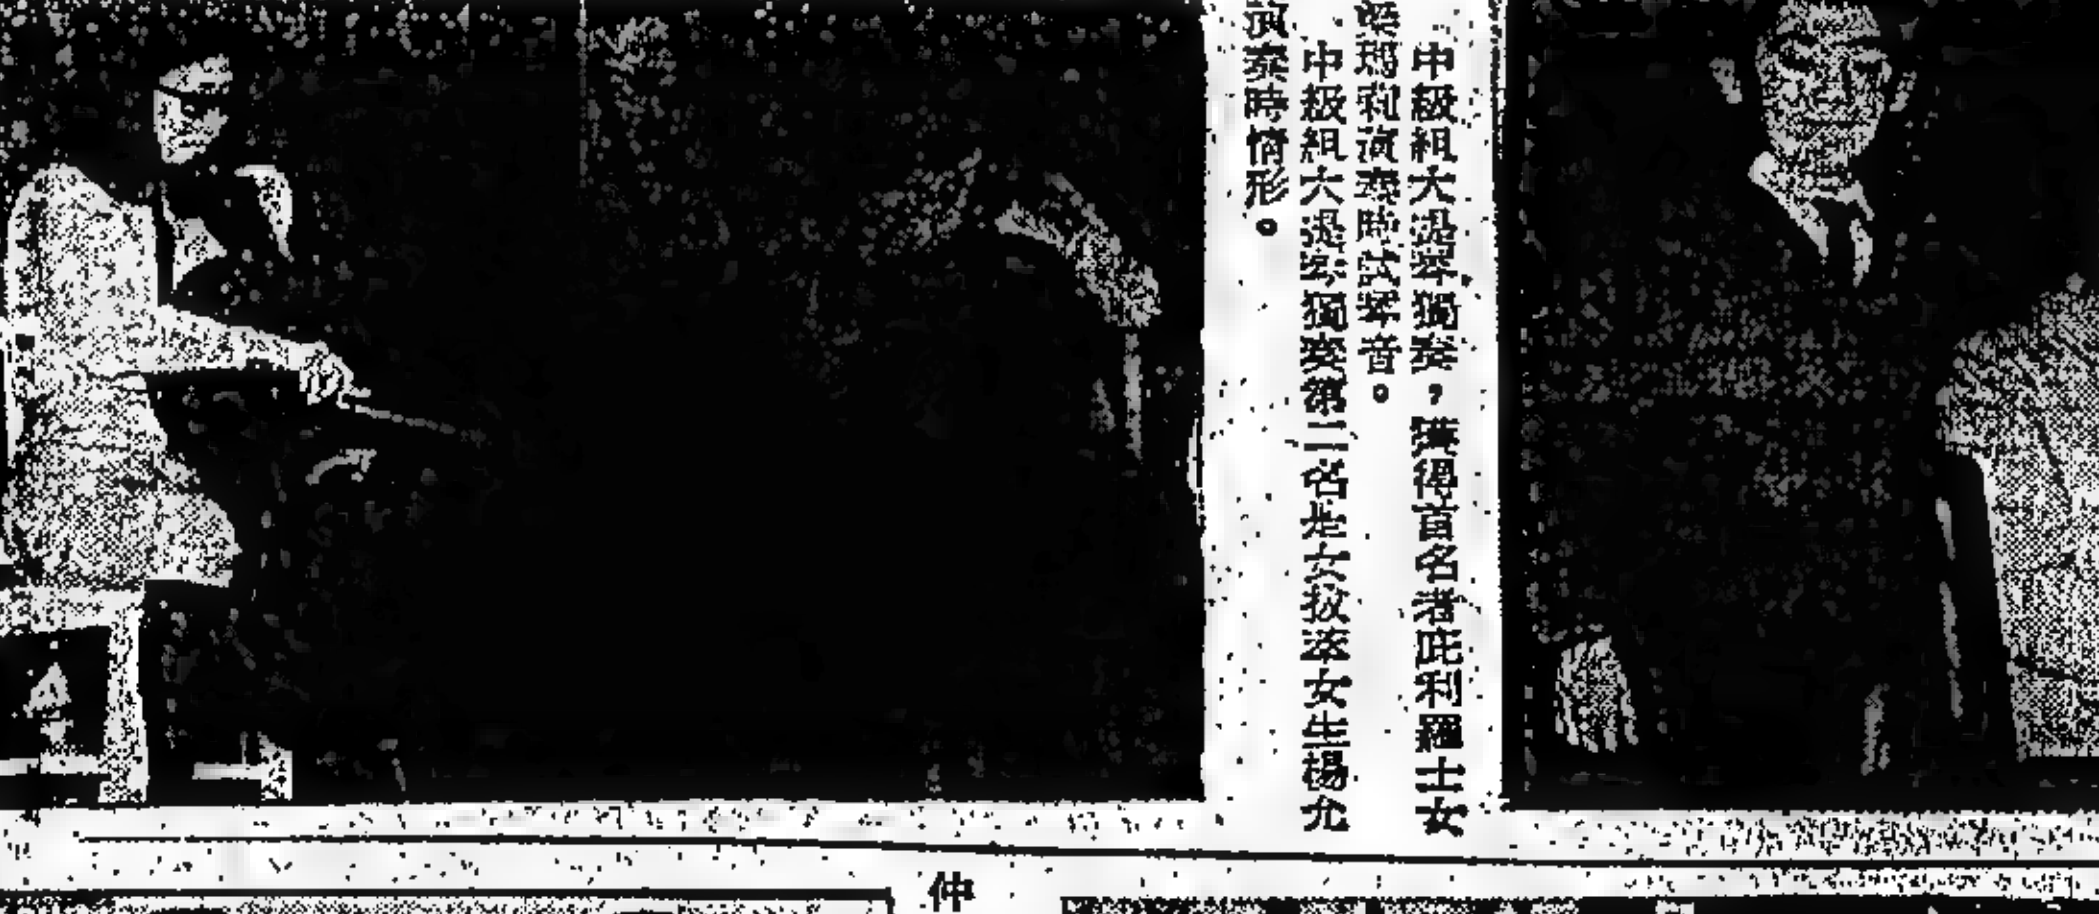 中級組大提琴獨奏，獲得首名者庇利羅士女
梁瑪利演奏時試琴音。
中級組大提琴獨奏第二名是女拔萃女生楊允
演奏時情形。
仲